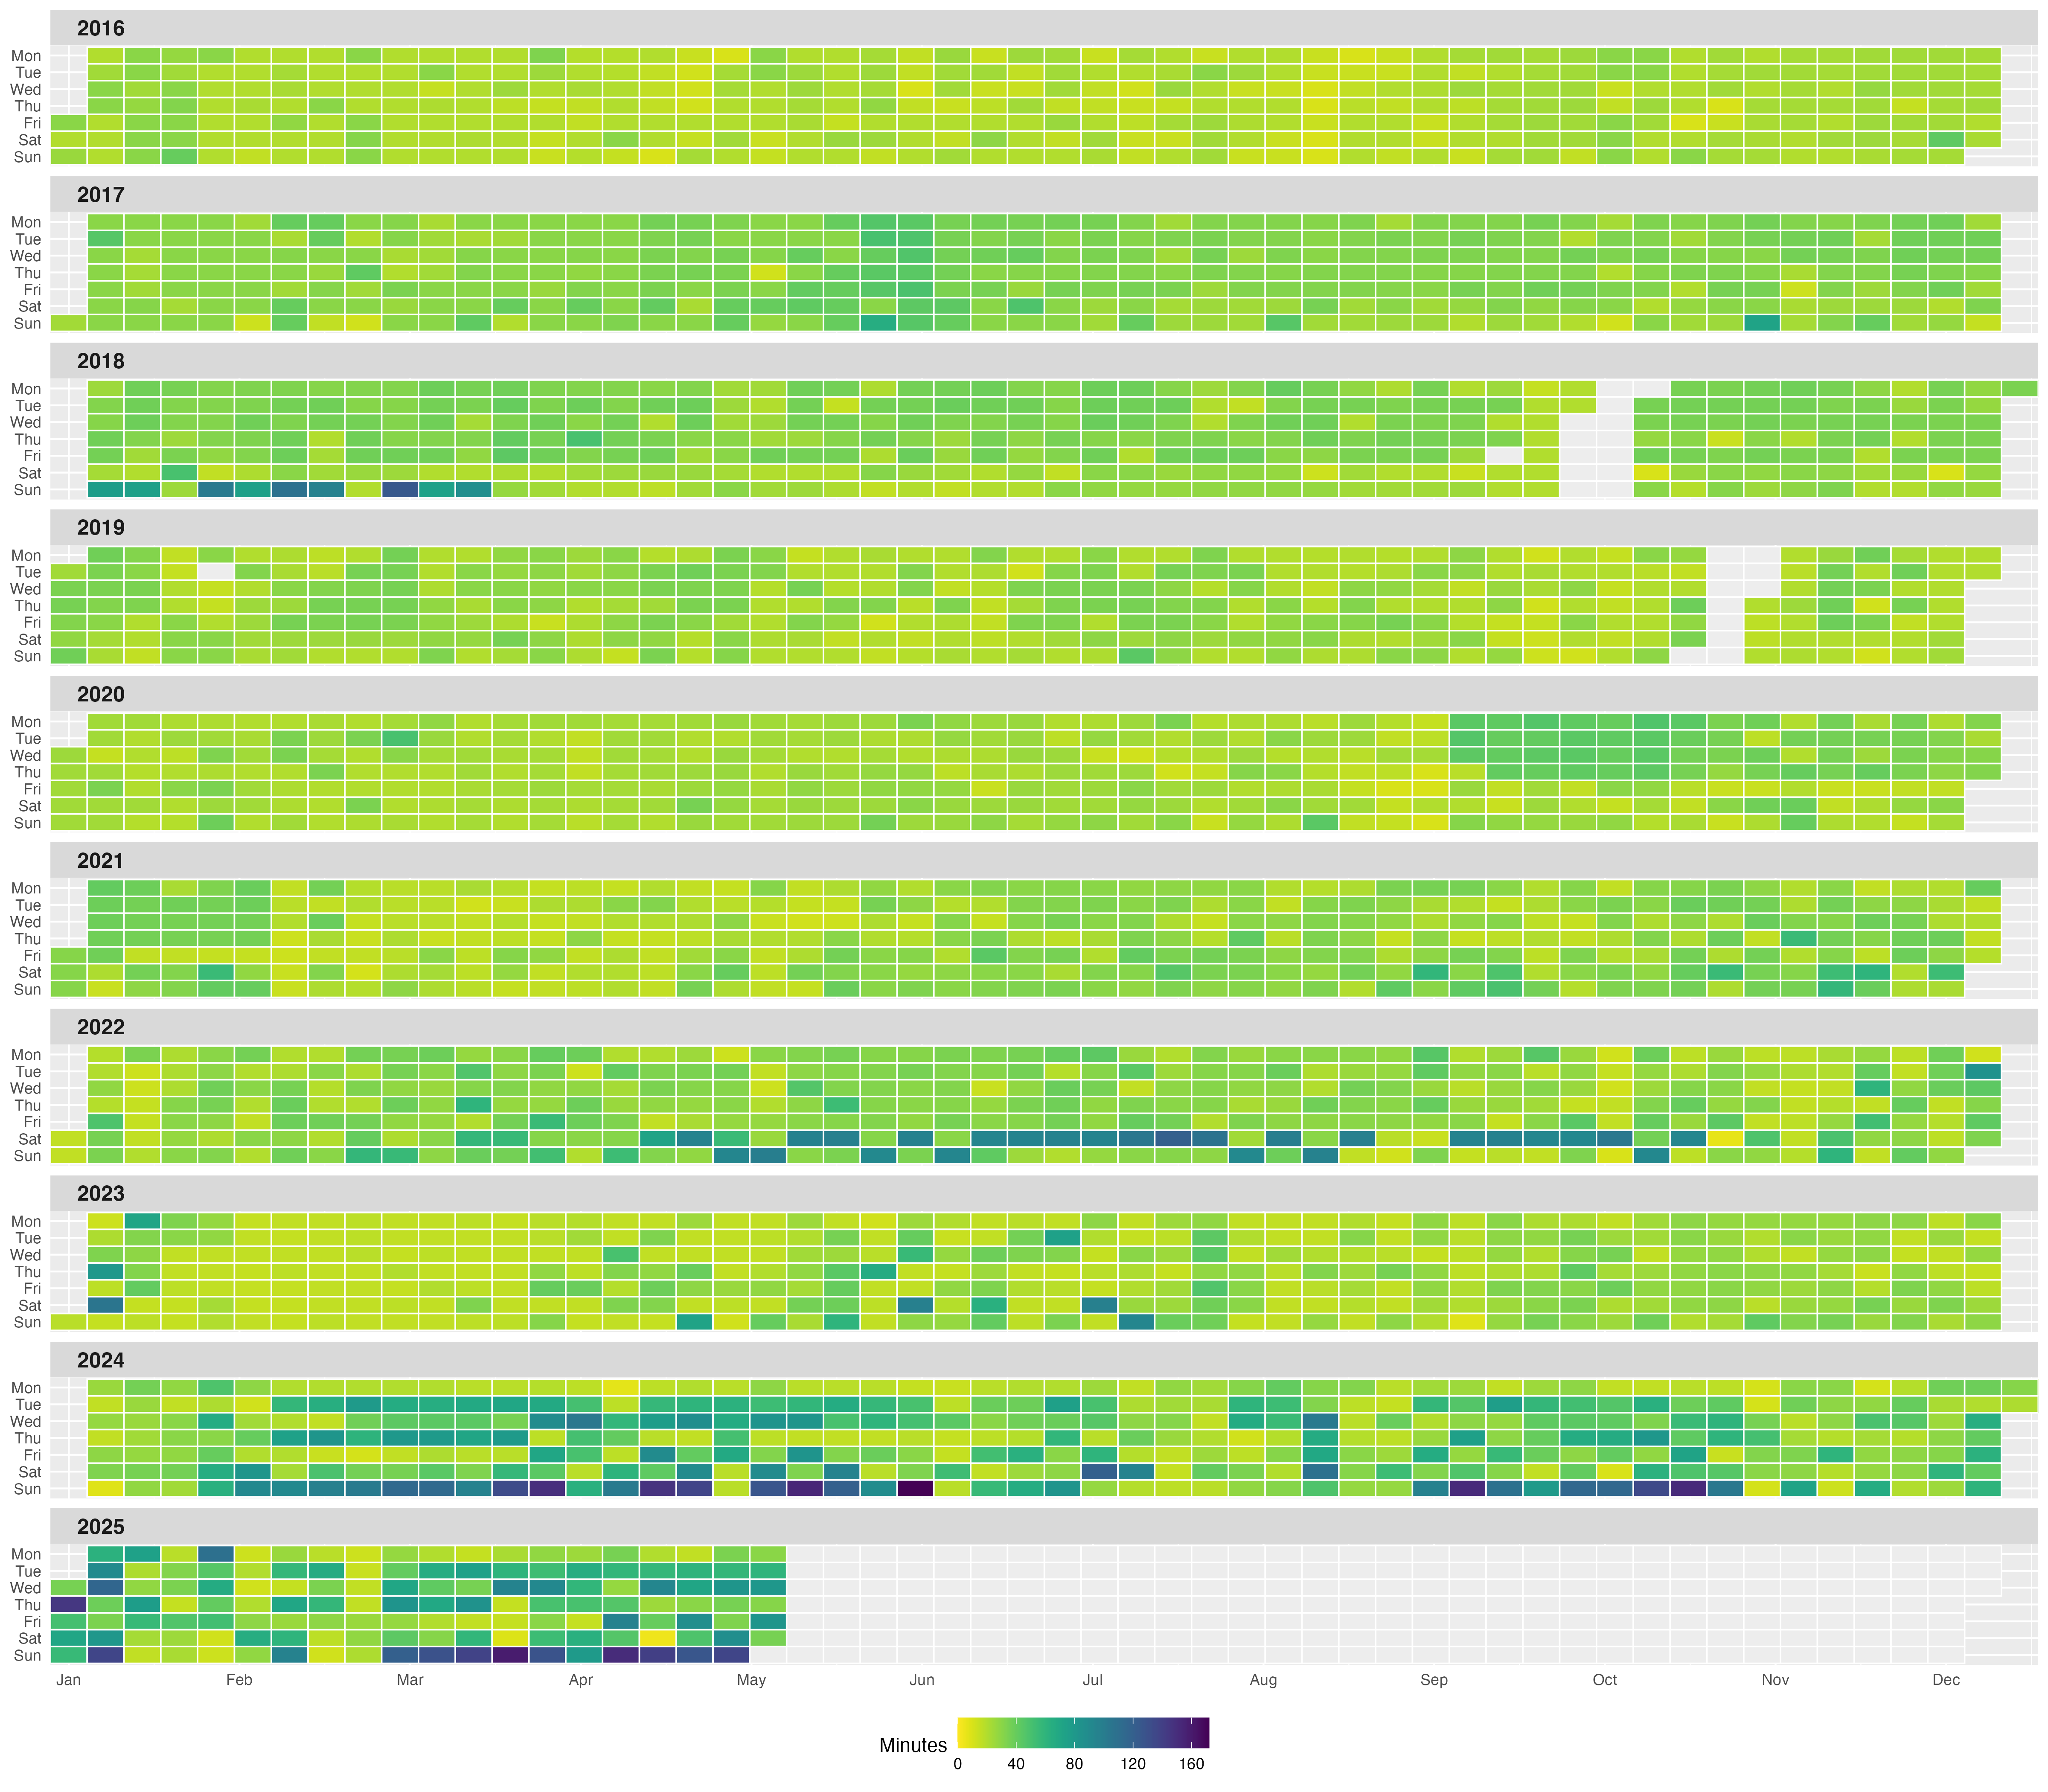 2016
Mon
Tue
Wed
Thu
Fri
Sat
Sun
2017
Mon
Tue
Wed
Thu
Fri
Sat
Sun
2018
Mon
Tue
Wed
Thu
Fri
Sat
Sun
2019
Mon
Tue
Wed
Thu
Fri
Sat
Sun
2020
Mon
Tue
Wed
Thu
Fri
Sat
Sun
2021
Mon
Tue
Wed
Thu
Fri
Sat
Sun
2022
Mon
Tue
Wed
Thu
Fri
Sat
Sun
2023
Mon
Tue
Wed
Thu
Fri
Sat
Sun
2024
Mon
Tue
Wed
Thu
Fri
Sat
Sun
2025
Mon
Tue
Wed
Thu
Fri
Sat
Sun
Jan Feb Mar Apr May Jun Jul Aug Sep Oct Nov Dec
Minutes
0 40 80 120 160